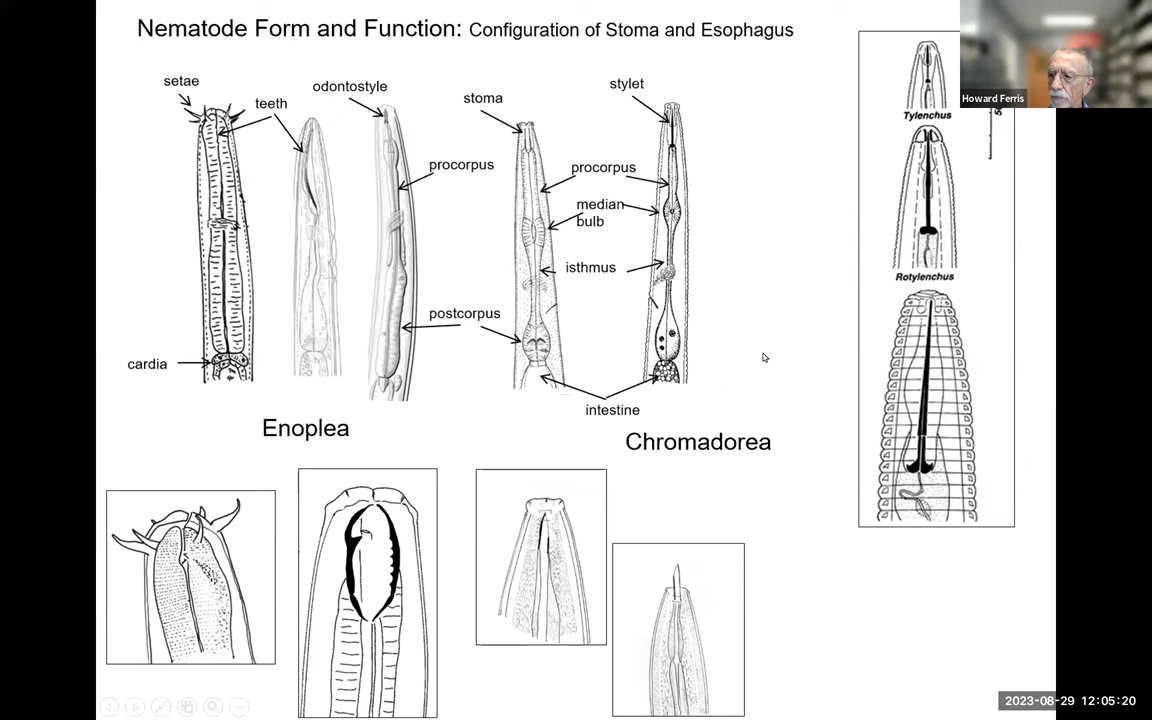 Nematode Form and Function: Configuration of Stoma and Esophagus
setae
teeth
odontostyle
stoma
stylet
procorpus
procorpus
median
bulb
isthmus
postcorpus
cardia
intestine
Enoplea
Chromadorea
Tylenchus
Rotylenchus
Howard Ferris
2023-08-29 12:05:20